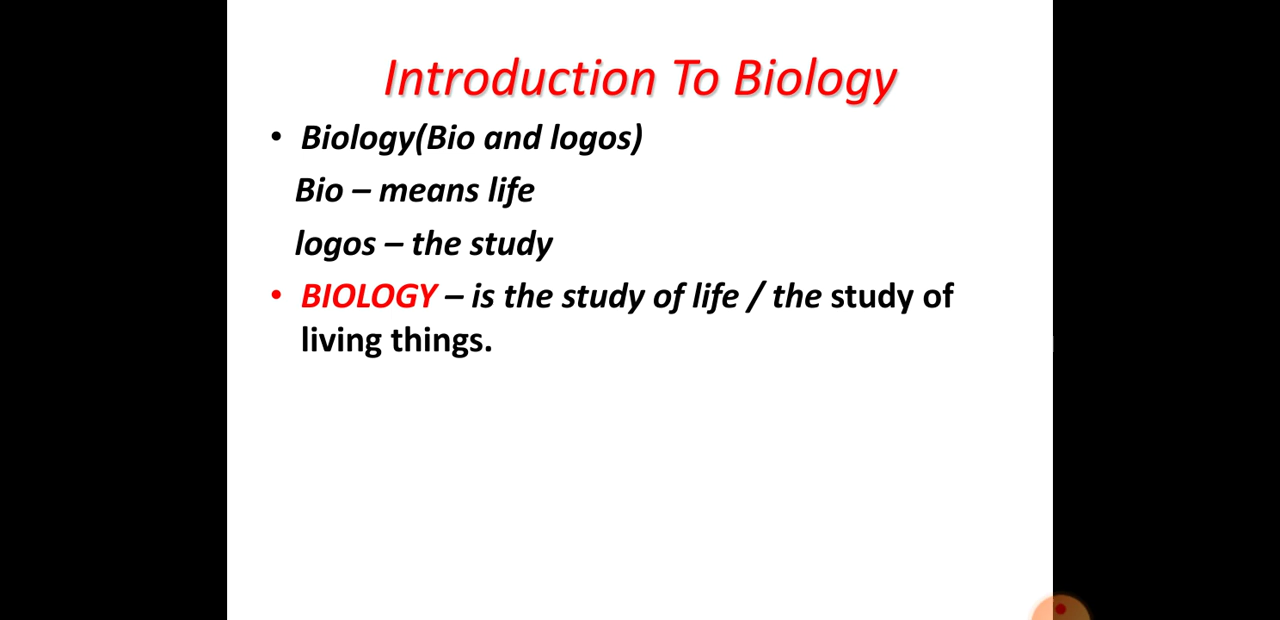 Introduction To Biology
• Biology(Bio and logos)
Bio – means life
logos – the study
• BIOLOGY – is the study of life / the study of
living things.